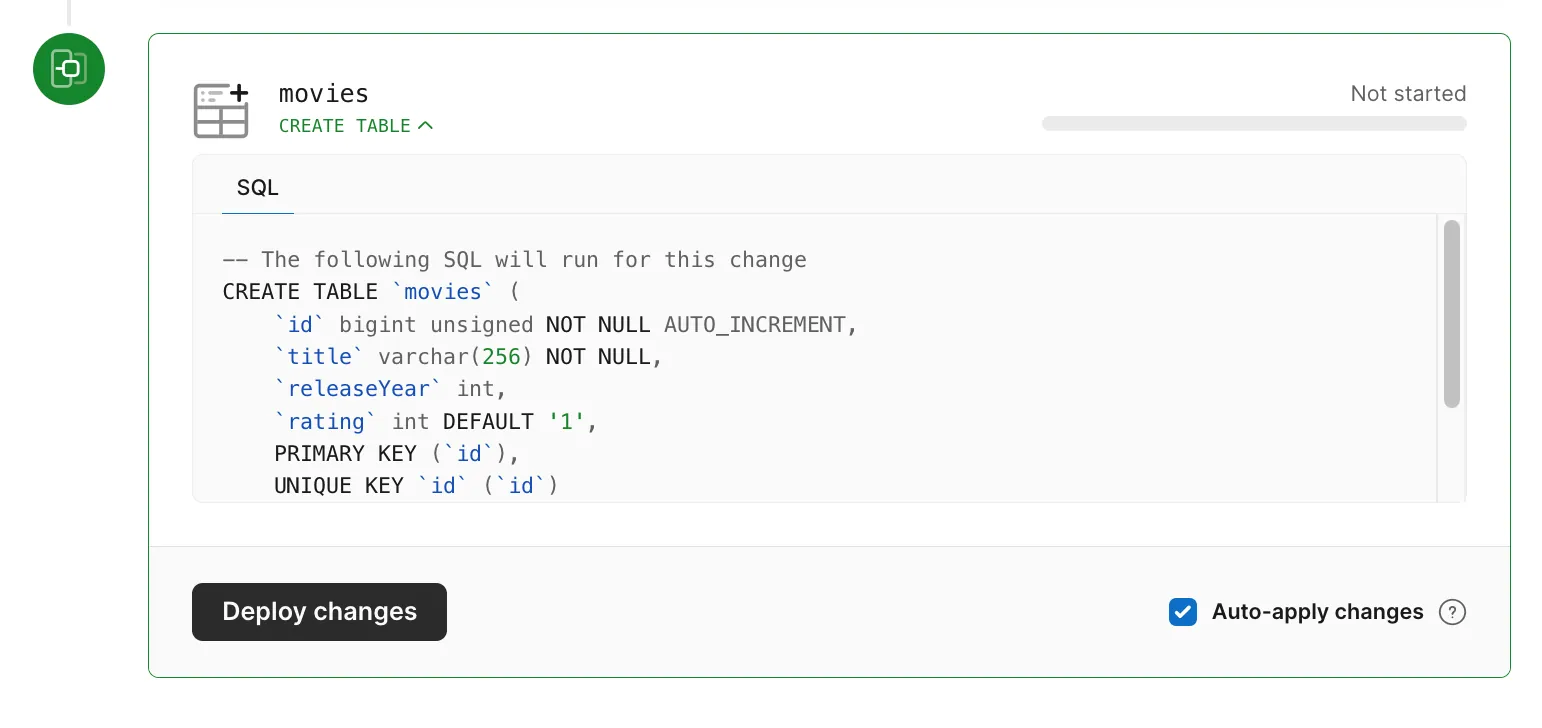 movies
Not started
CREATE TABLE
SQL
-- The following SQL will run for this change
CREATE TABLE `movies` (
    `id` bigint unsigned NOT NULL AUTO_INCREMENT,
    `title` varchar(256) NOT NULL,
    `releaseYear` int,
    `rating` int DEFAULT '1',
    PRIMARY KEY (`id`),
    UNIQUE KEY `id` (`id`)
Deploy changes
Auto-apply changes ?